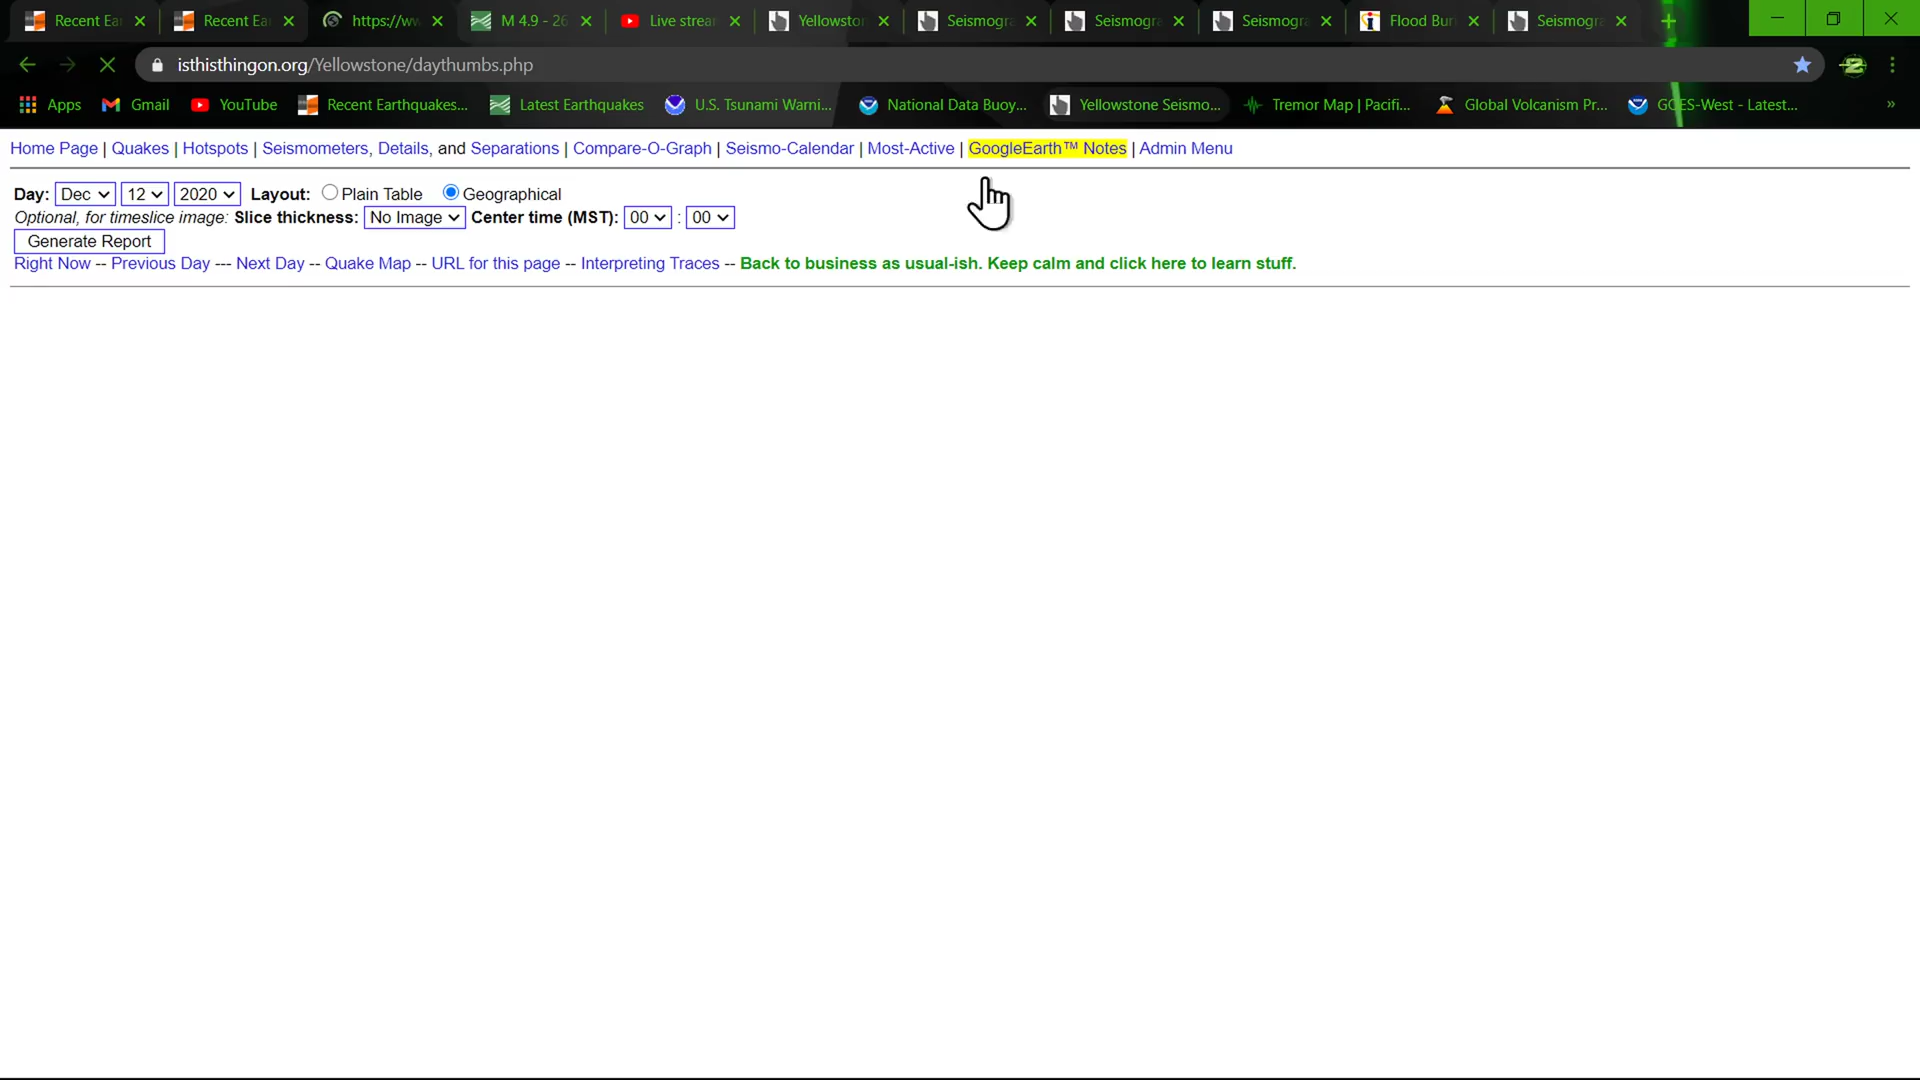 Recent Ea
Recent Ea
https://ww
M 4.9 - 26
Live strea
Yellowston
Seismogra
Seismogra
Seismogra
Flood Bur
Seismogra
isthisthingon.org/Yellowstone/daythumbs.php
Apps Gmail YouTube Recent Earthquakes... Latest Earthquakes U.S. Tsunami Warni... National Data Buoy... Yellowstone Seismo... Tremor Map | Pacifi... Global Volcanism Pr... GOES-West - Latest... »
Home Page | Quakes | Hotspots | Seismometers, Details, and Separations | Compare-O-Graph | Seismo-Calendar | Most-Active | GoogleEarth™ Notes | Admin Menu
Day: Dec 12 2020 Layout: Plain Table Geographical
Optional, for timeslice image: Slice thickness: No Image Center time (MST): 00 : 00
Generate Report
Right Now -- Previous Day --- Next Day -- Quake Map -- URL for this page -- Interpreting Traces -- Back to business as usual-ish. Keep calm and click here to learn stuff.